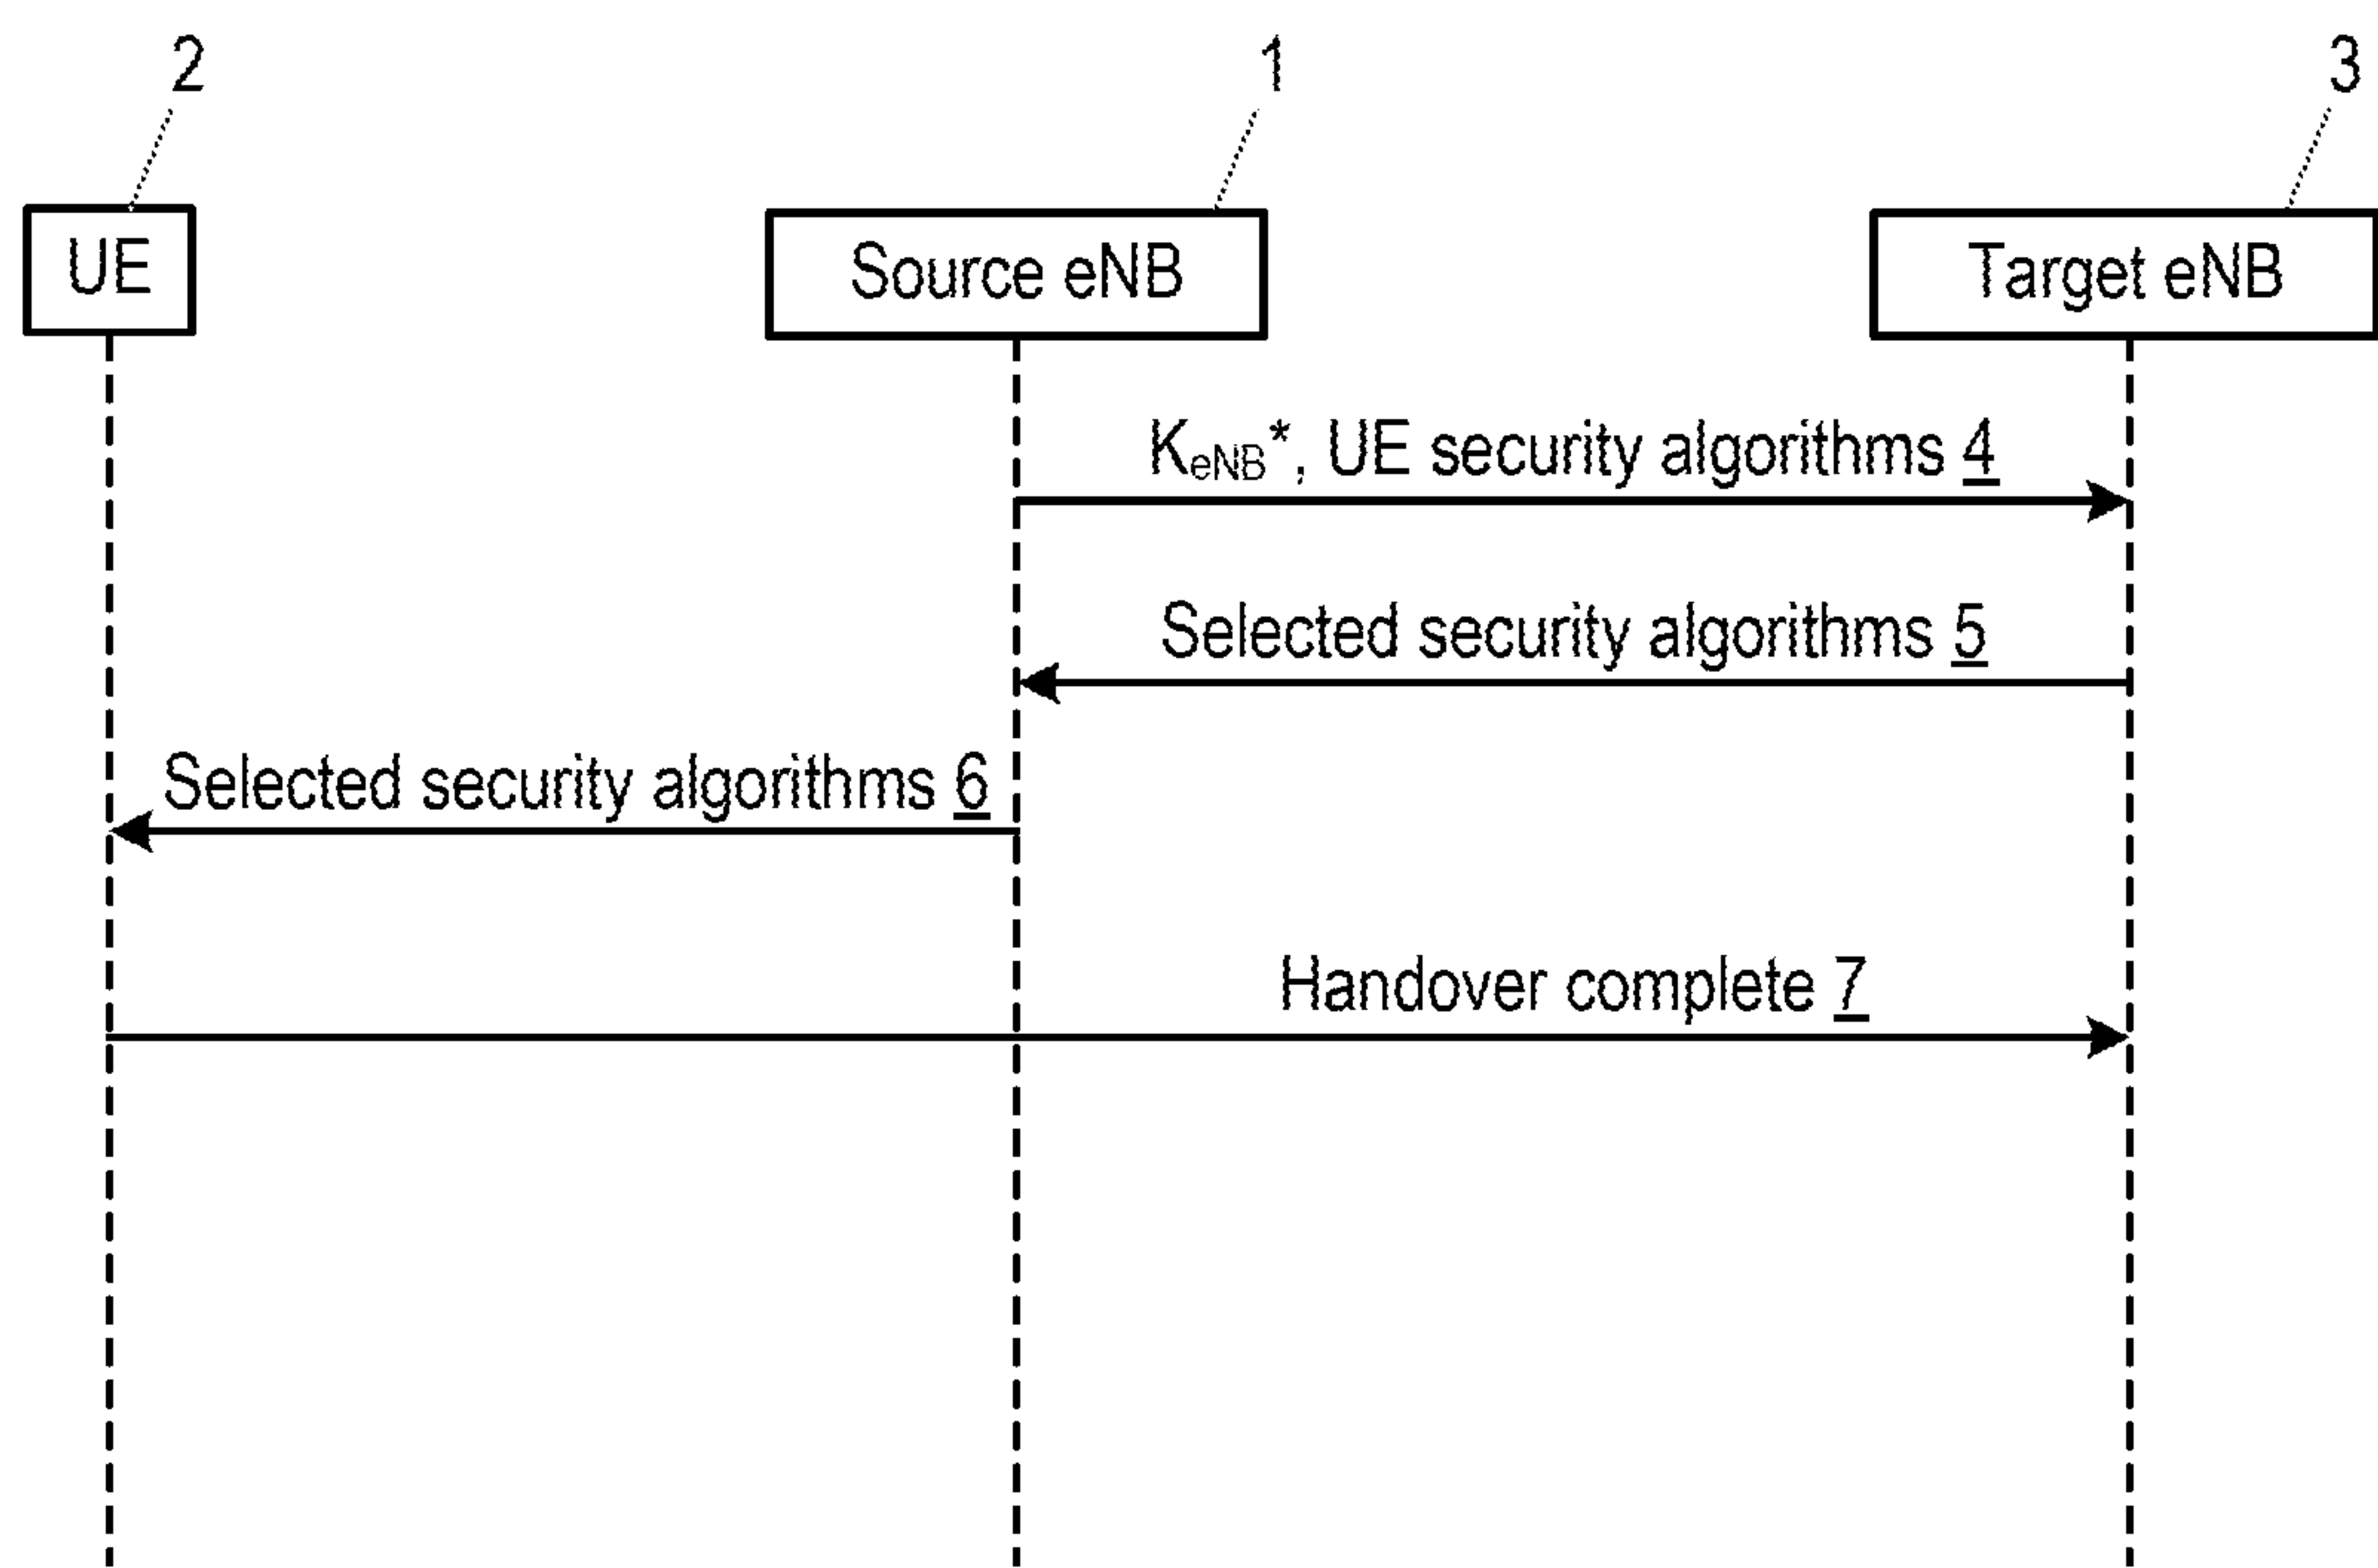 2
1
3
UE
Source eNB
Target eNB
KeNB*, UE security algorithms 4
Selected security algorithms 5
Selected security algorithms 6
Handover complete 7